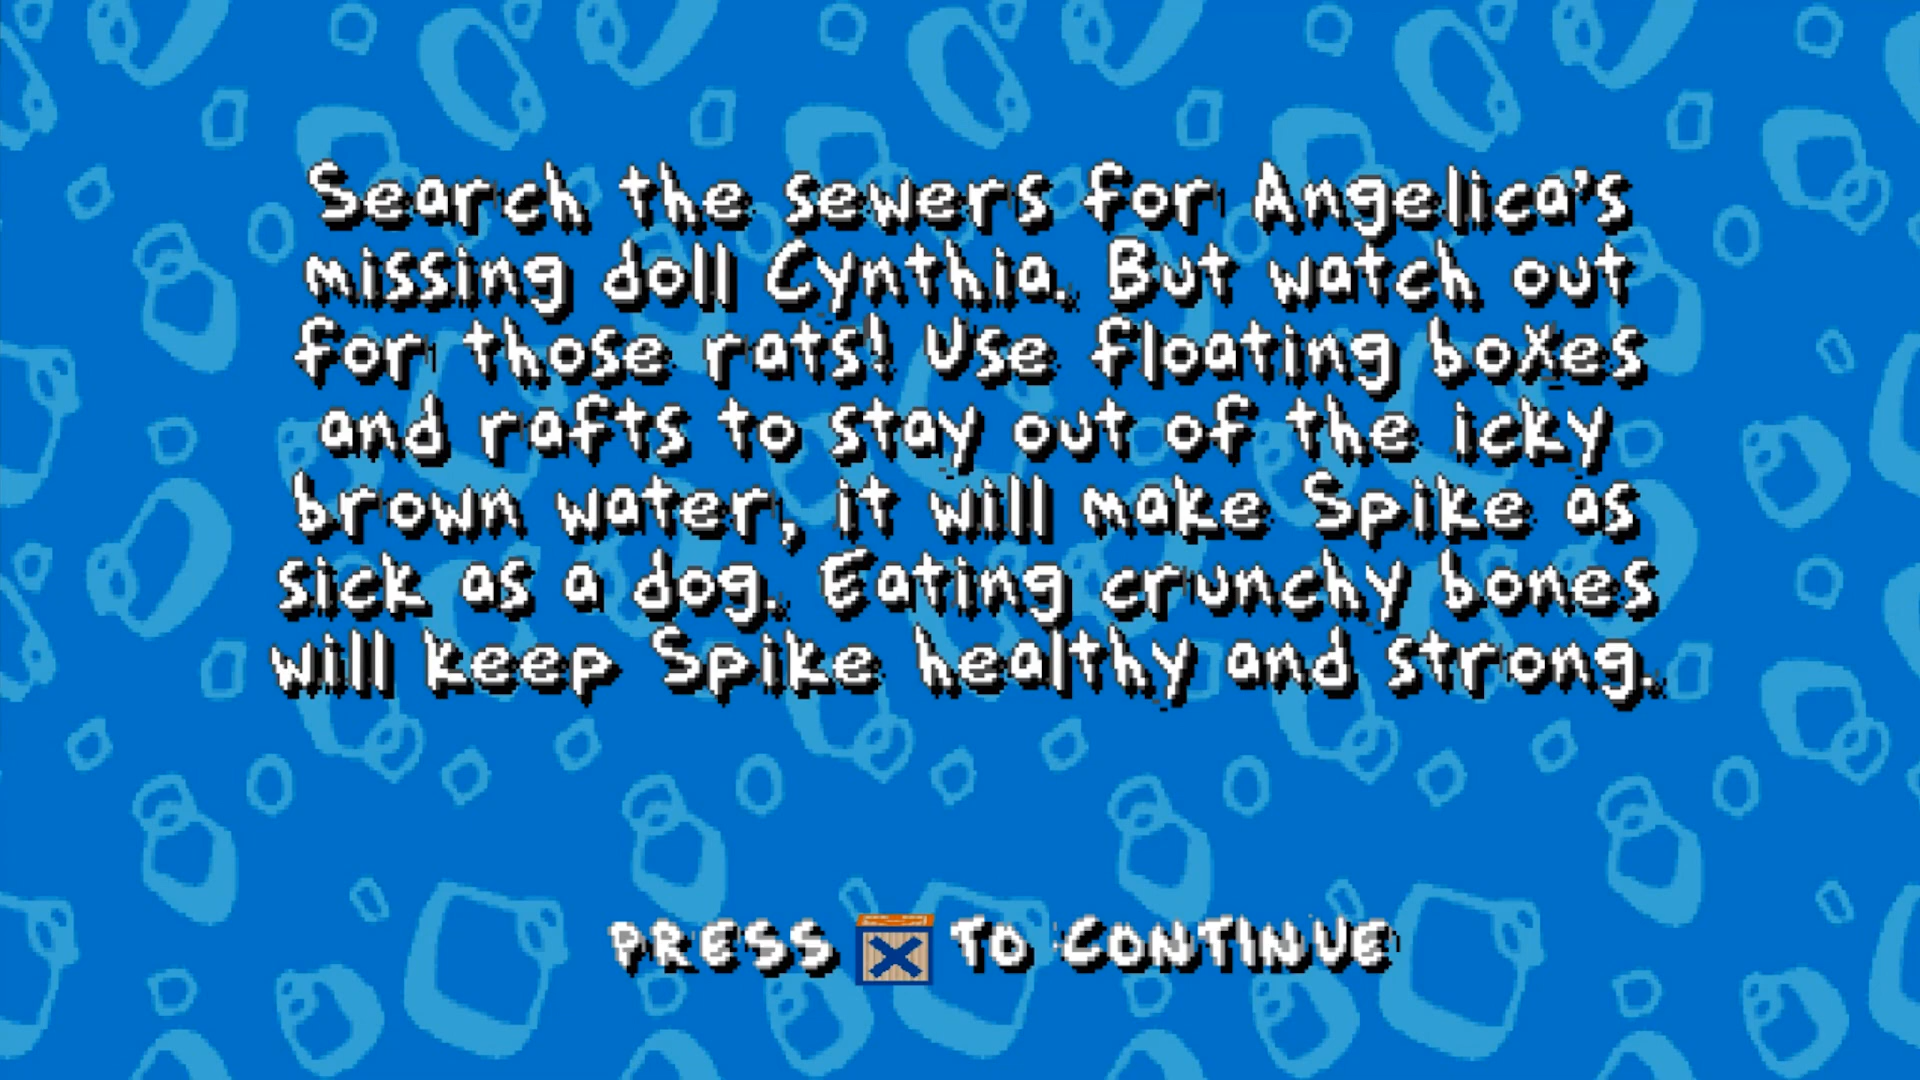 Search the sewers for Angelica's
missing doll Cynthia. But watch out
for those rats! Use floating boxes
and rafts to stay out of the icky
brown water, it will make Spike as
sick as a dog. Eating crunchy bones
will keep Spike healthy and strong.
PRESS X TO CONTINUE